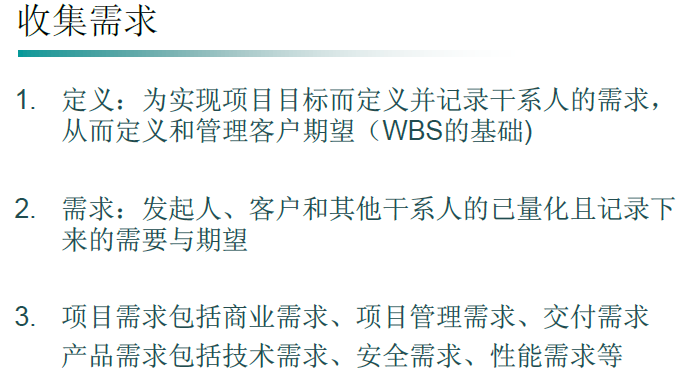 收集需求
1. 定义：为实现项目目标而定义并记录干系人的需求，
从而定义和管理客户期望（WBS的基础)
2. 需求：发起人、客户和其他干系人的已量化且记录下
来的需要与期望
3. 项目需求包括商业需求、项目管理需求、交付需求
产品需求包括技术需求、安全需求、性能需求等